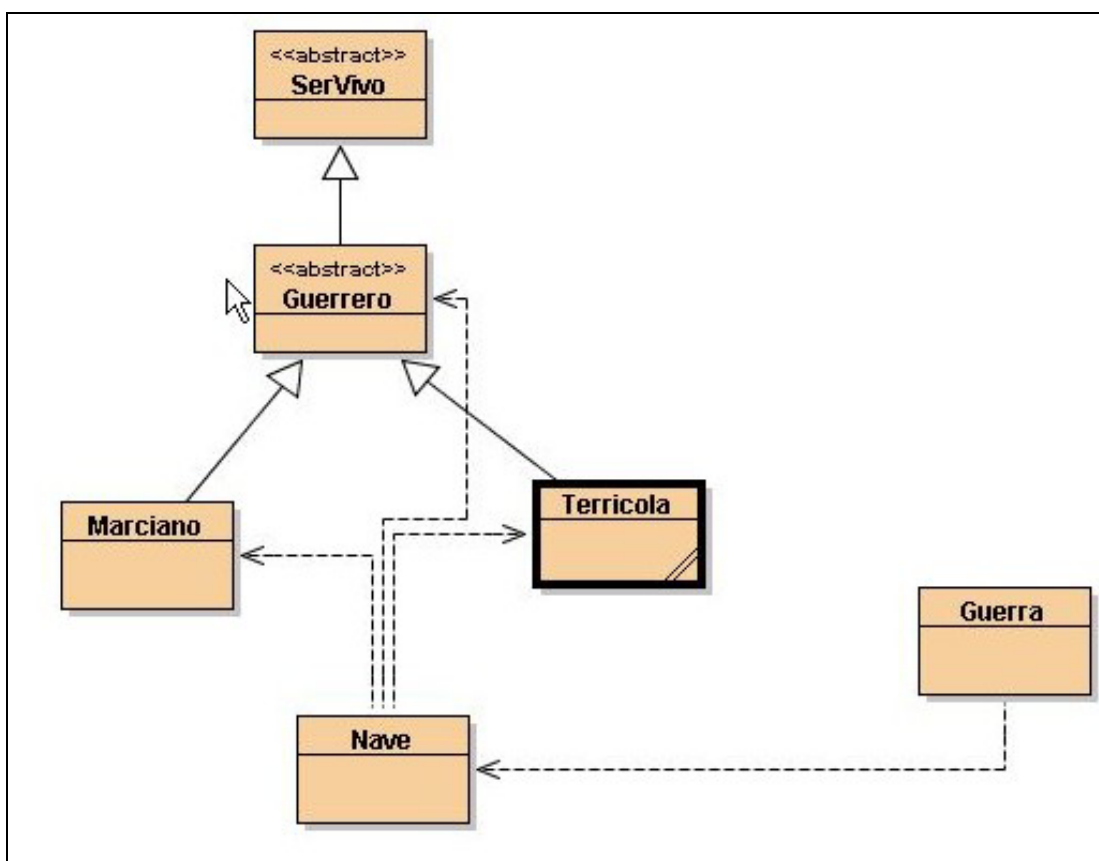 <<abstract>>
SerVivo
<<abstract>>
Guerrero
Marciano
Terricola
Guerra
Nave